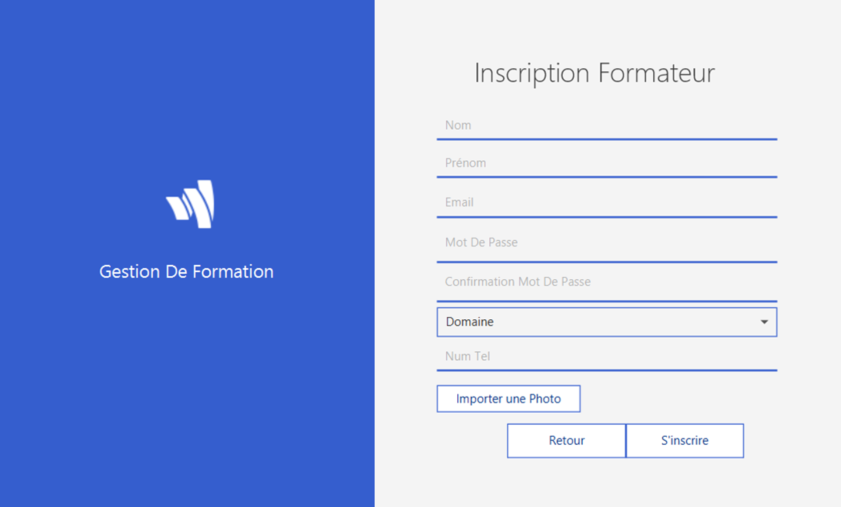 Gestion De Formation
Inscription Formateur
Nom
Prénom
Email
Mot De Passe
Confirmation Mot De Passe
Domaine
Num Tel
Importer une Photo
Retour
S'inscrire